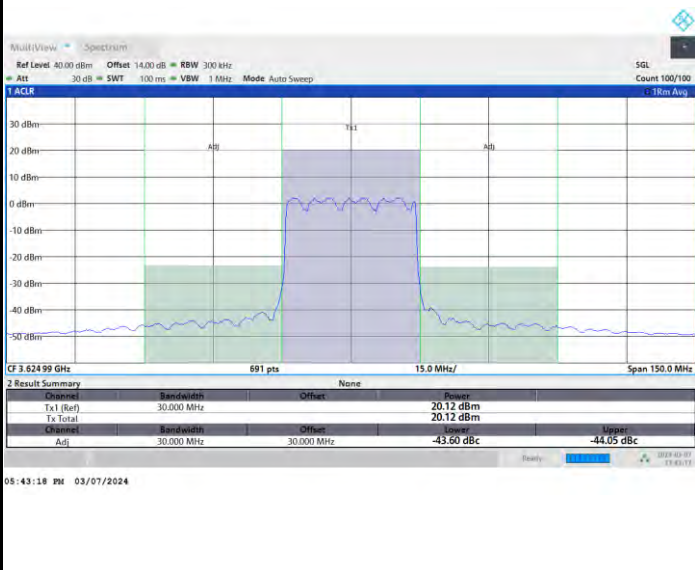 MultiView Spectrum
Ref Level 40.00 dBm Offset 14.00 dB RBW 300 kHz SGL
Att 30 dB SWT 100 ms VBW 1 MHz Mode Auto Sweep Count 100/100
1 ACLR 1Rm Avg
Tx1
30 dBm
Adj Adj
20 dBm
10 dBm
0 dBm
-10 dBm
-20 dBm
-30 dBm
-40 dBm
-50 dBm
CF 3.62499 GHz 691 pts 15.0 MHz/ Span 150.0 MHz
2 Result Summary None
Channel Bandwidth Offset Power
Tx1 (Ref) 30.000 MHz 20.12 dBm
Tx Total 20.12 dBm
Channel Bandwidth Offset Lower Upper
Adj 30.000 MHz 30.000 MHz -43.60 dBc -44.05 dBc
Ready
05:43:18 PM 03/07/2024